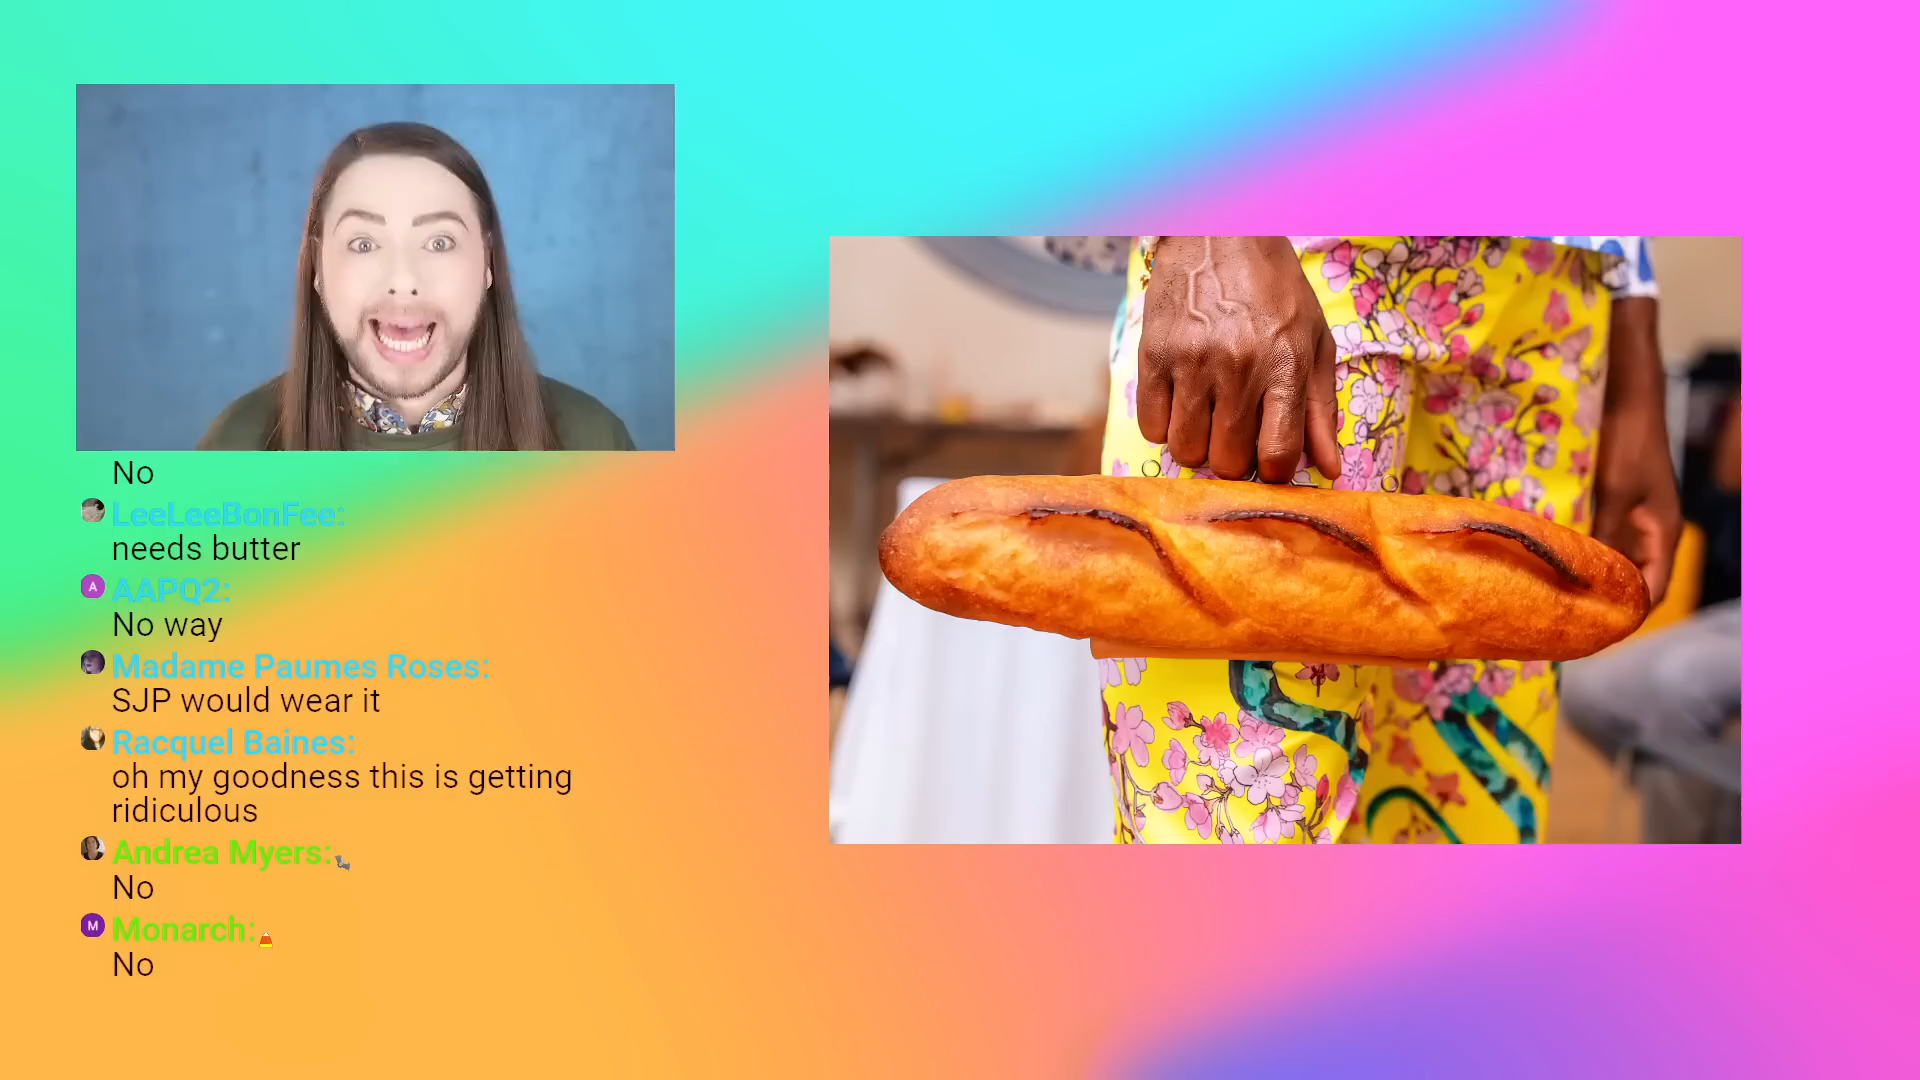 No
LeeLeeBonFee:
needs butter
A AAPQ2:
No way
Madame Paumes Roses:
SJP would wear it
Racquel Baines:
oh my goodness this is getting
ridiculous
Andrea Myers:
No
M Monarch:
No